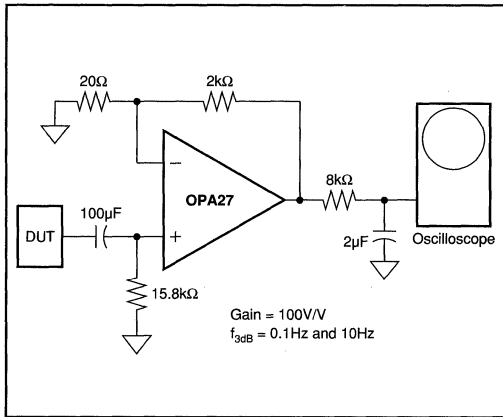 20Ω
2kΩ
−
OPA27
+
100µF
DUT
15.8kΩ
8kΩ
2µF
Oscilloscope
Gain = 100V/V
f3dB = 0.1Hz and 10Hz